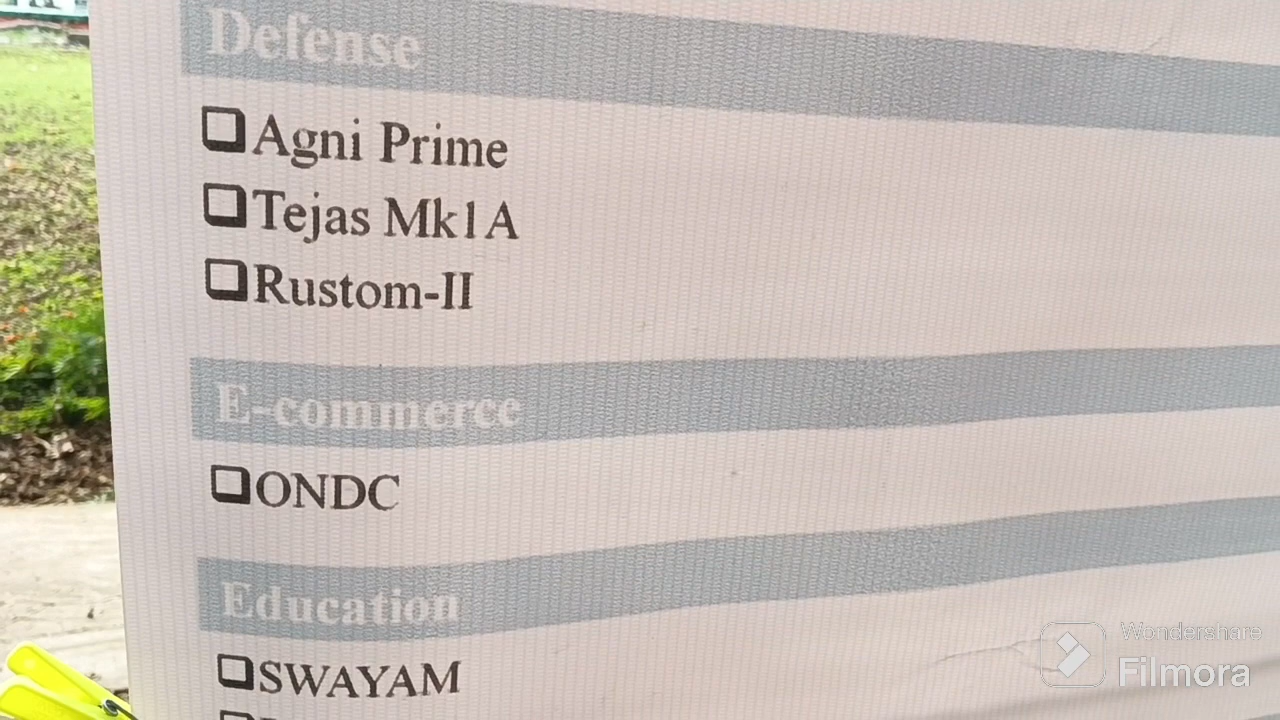 Defense
❑Agni Prime
❑Tejas Mk1A
❑Rustom-II
E-commerce
❑ONDC
Education
❑SWAYAM
Wondershare
Filmora